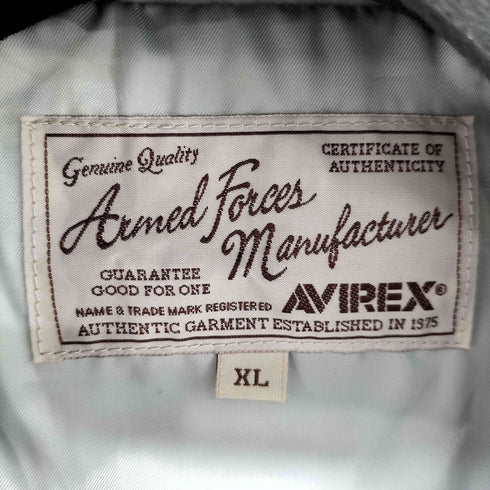 Genuine Quality
CERTIFICATE OF
AUTHENTICITY
Armed Forces
Manufacturer
GUARANTEE
GOOD FOR ONE
NAME & TRADE MARK REGISTERED
AVIREX®
AUTHENTIC GARMENT ESTABLISHED IN 1975
XL